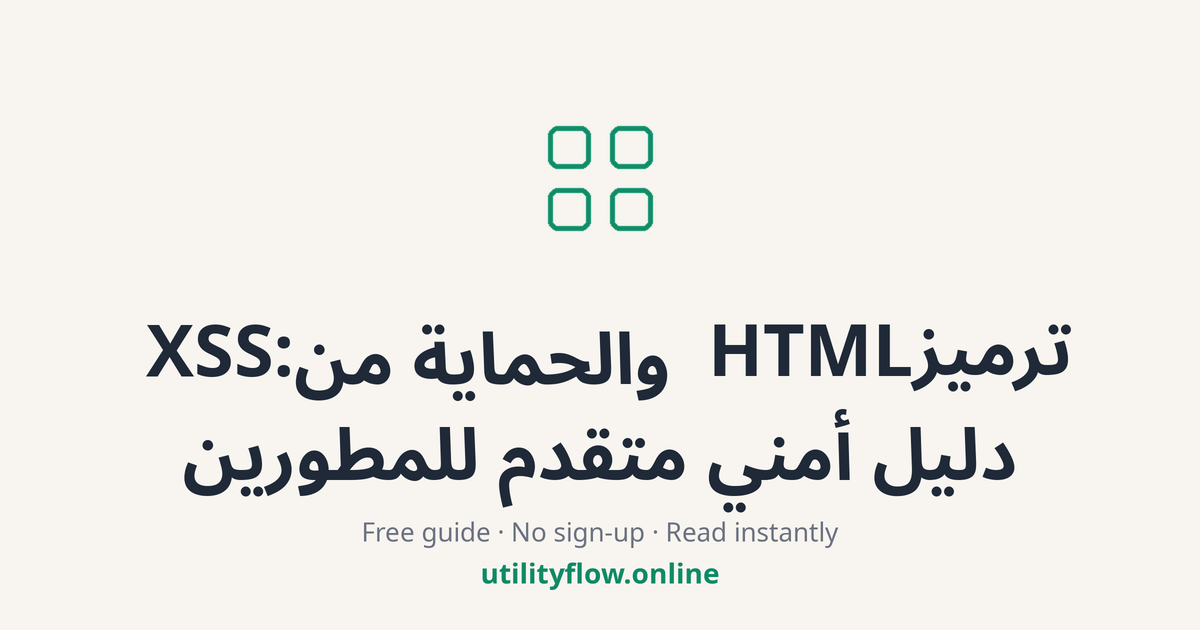 ترميز HTML والحماية من XSS:
دليل أمني متقدم للمطورين
Free guide · No sign-up · Read instantly
utilityflow.online